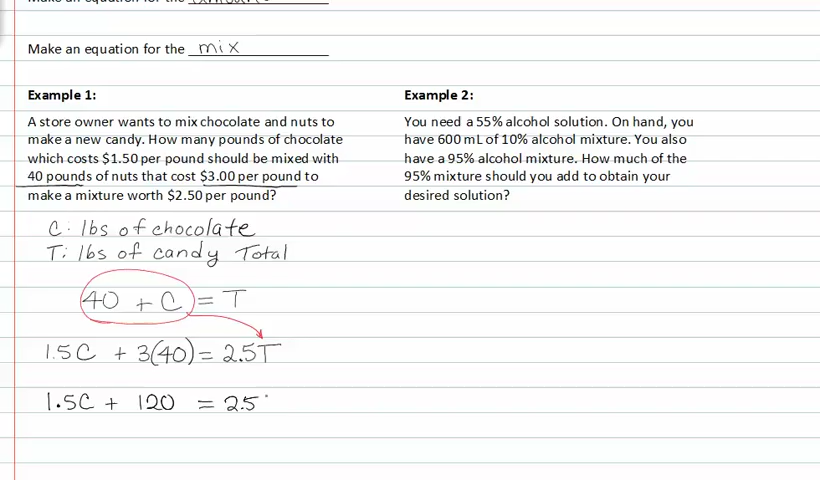 Make an equation for the
Make an equation for the mix
Example 1:
A store owner wants to mix chocolate and nuts to
make a new candy. How many pounds of chocolate
which costs $1.50 per pound should be mixed with
40 pounds of nuts that cost $3.00 per pound to
make a mixture worth $2.50 per pound?
Example 2:
You need a 55% alcohol solution. On hand, you
have 600 mL of 10% alcohol mixture. You also
have a 95% alcohol mixture. How much of the
95% mixture should you add to obtain your
desired solution?
C: lbs of chocolate
T: lbs of candy Total
40 + C = T
1.5C + 3(40) = 2.5T
1.5C + 120 = 2.5